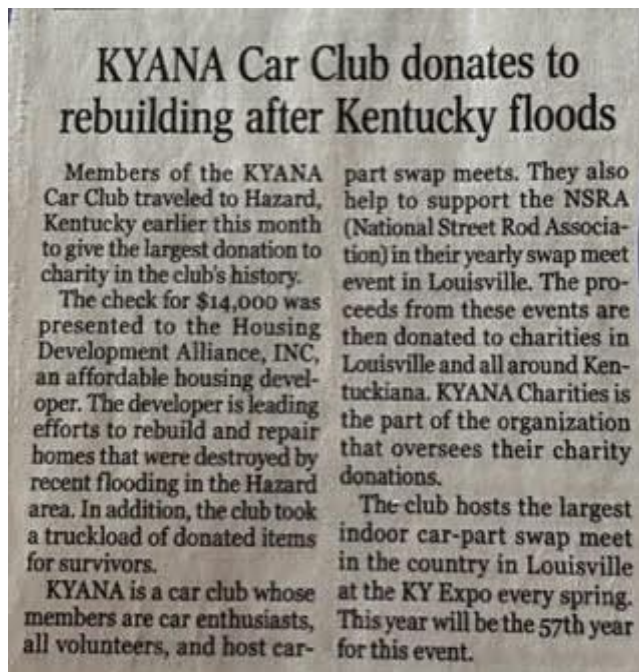 KYANA Car Club donates to
rebuilding after Kentucky floods
Members of the KYANA
Car Club traveled to Hazard,
Kentucky earlier this month
to give the largest donation to
charity in the club's history.
The check for $14,000 was
presented to the Housing
Development Alliance, INC,
an affordable housing devel-
oper. The developer is leading
efforts to rebuild and repair
homes that were destroyed by
recent flooding in the Hazard
area. In addition, the club took
a truckload of donated items
for survivors.
KYANA is a car club whose
members are car enthusiasts,
all volunteers, and host car-
part swap meets. They also
help to support the NSRA
(National Street Rod Associa-
tion) in their yearly swap meet
event in Louisville. The pro-
ceeds from these events are
then donated to charities in
Louisville and all around Ken-
tuckiana. KYANA Charities is
the part of the organization
that oversees their charity
donations.
The club hosts the largest
indoor car-part swap meet
in the country in Louisville
at the KY Expo every spring.
This year will be the 57th year
for this event.